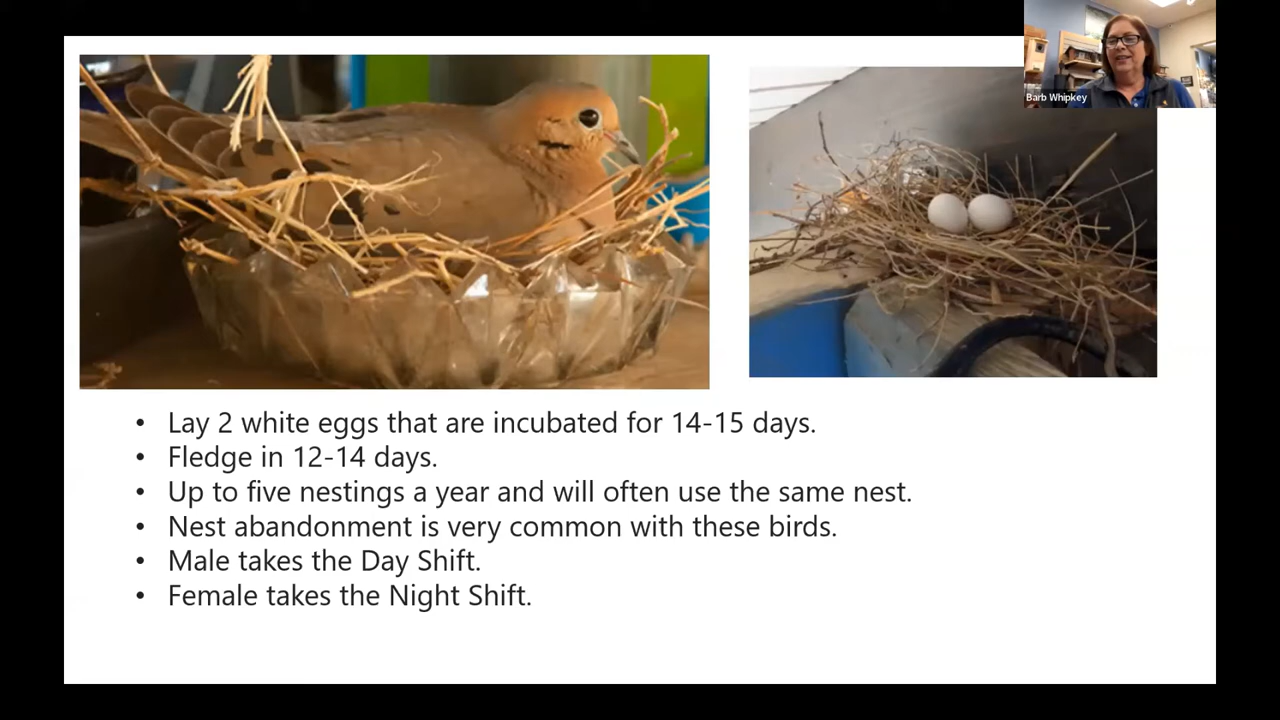 Barb Whipkey
• Lay 2 white eggs that are incubated for 14-15 days.
• Fledge in 12-14 days.
• Up to five nestings a year and will often use the same nest.
• Nest abandonment is very common with these birds.
• Male takes the Day Shift.
• Female takes the Night Shift.